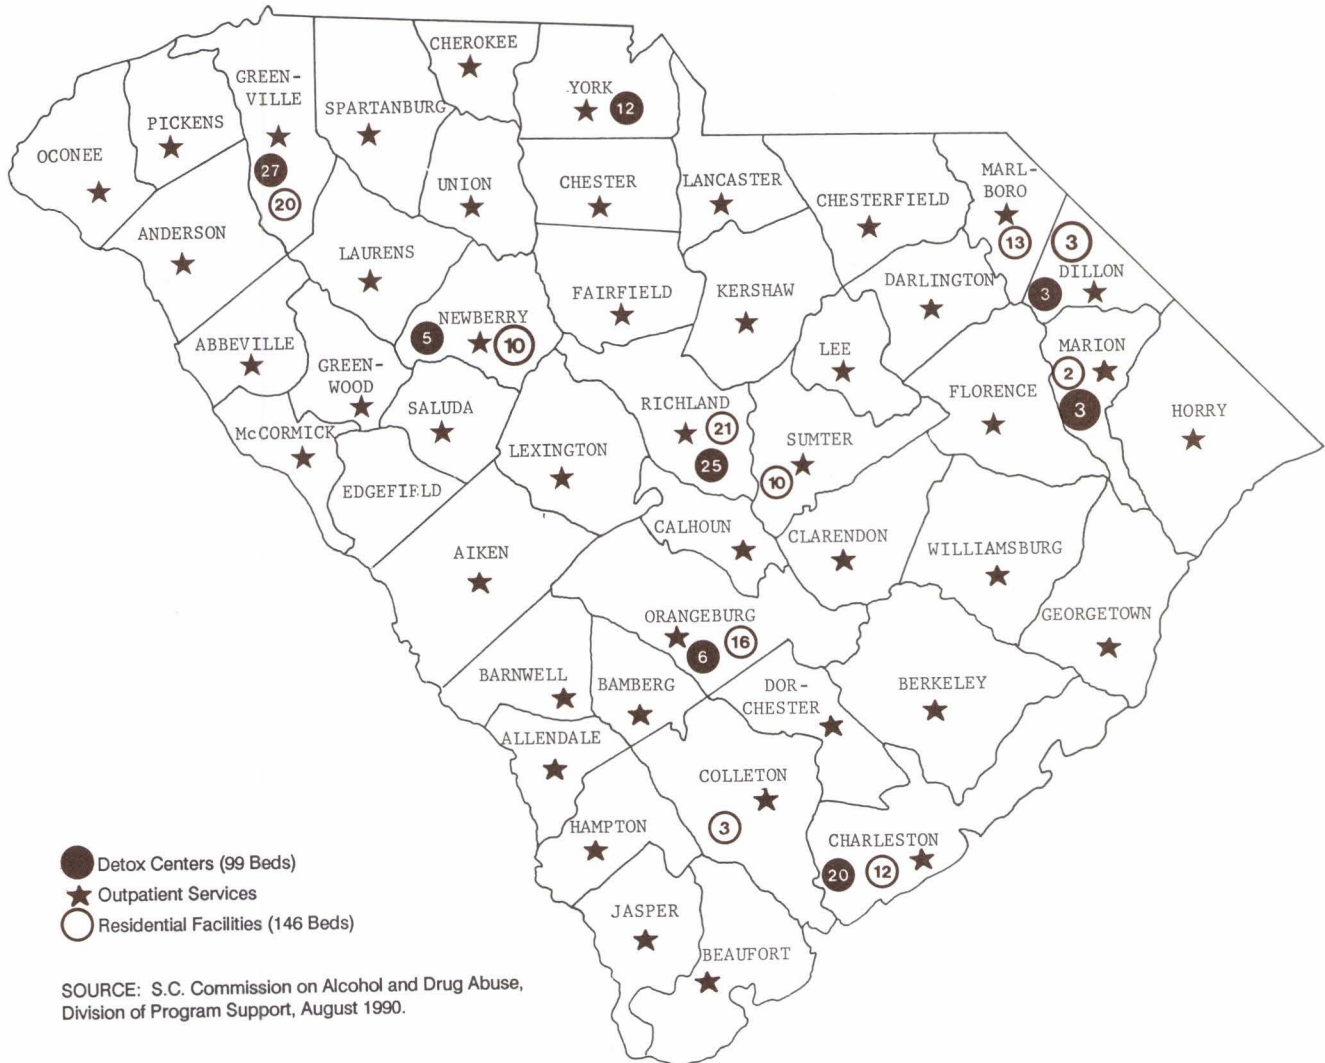 CHEROKEE
GREEN-
VILLE
YORK
12
SPARTANBURG
PICKENS
OCONEE
27
20
UNION
CHESTER
LANCASTER
CHESTERFIELD
MARL-
BORO
13
3
DILLON
3
ANDERSON
LAURENS
FAIRFIELD
KERSHAW
DARLINGTON
NEWBERRY
5
10
ABBEVILLE
GREEN-
WOOD
LEE
MARION
2
3
FLORENCE
HORRY
SALUDA
RICHLAND
21
25
McCORMICK
LEXINGTON
SUMTER
10
EDGEFIELD
AIKEN
CALHOUN
CLARENDON
WILLIAMSBURG
ORANGEBURG
6
16
GEORGETOWN
BARNWELL
BAMBERG
DOR-
CHESTER
BERKELEY
ALLENDALE
COLLETON
3
HAMPTON
CHARLESTON
20
12
JASPER
BEAUFORT
Detox Centers (99 Beds)
Outpatient Services
Residential Facilities (146 Beds)
SOURCE: S.C. Commission on Alcohol and Drug Abuse,
Division of Program Support, August 1990.